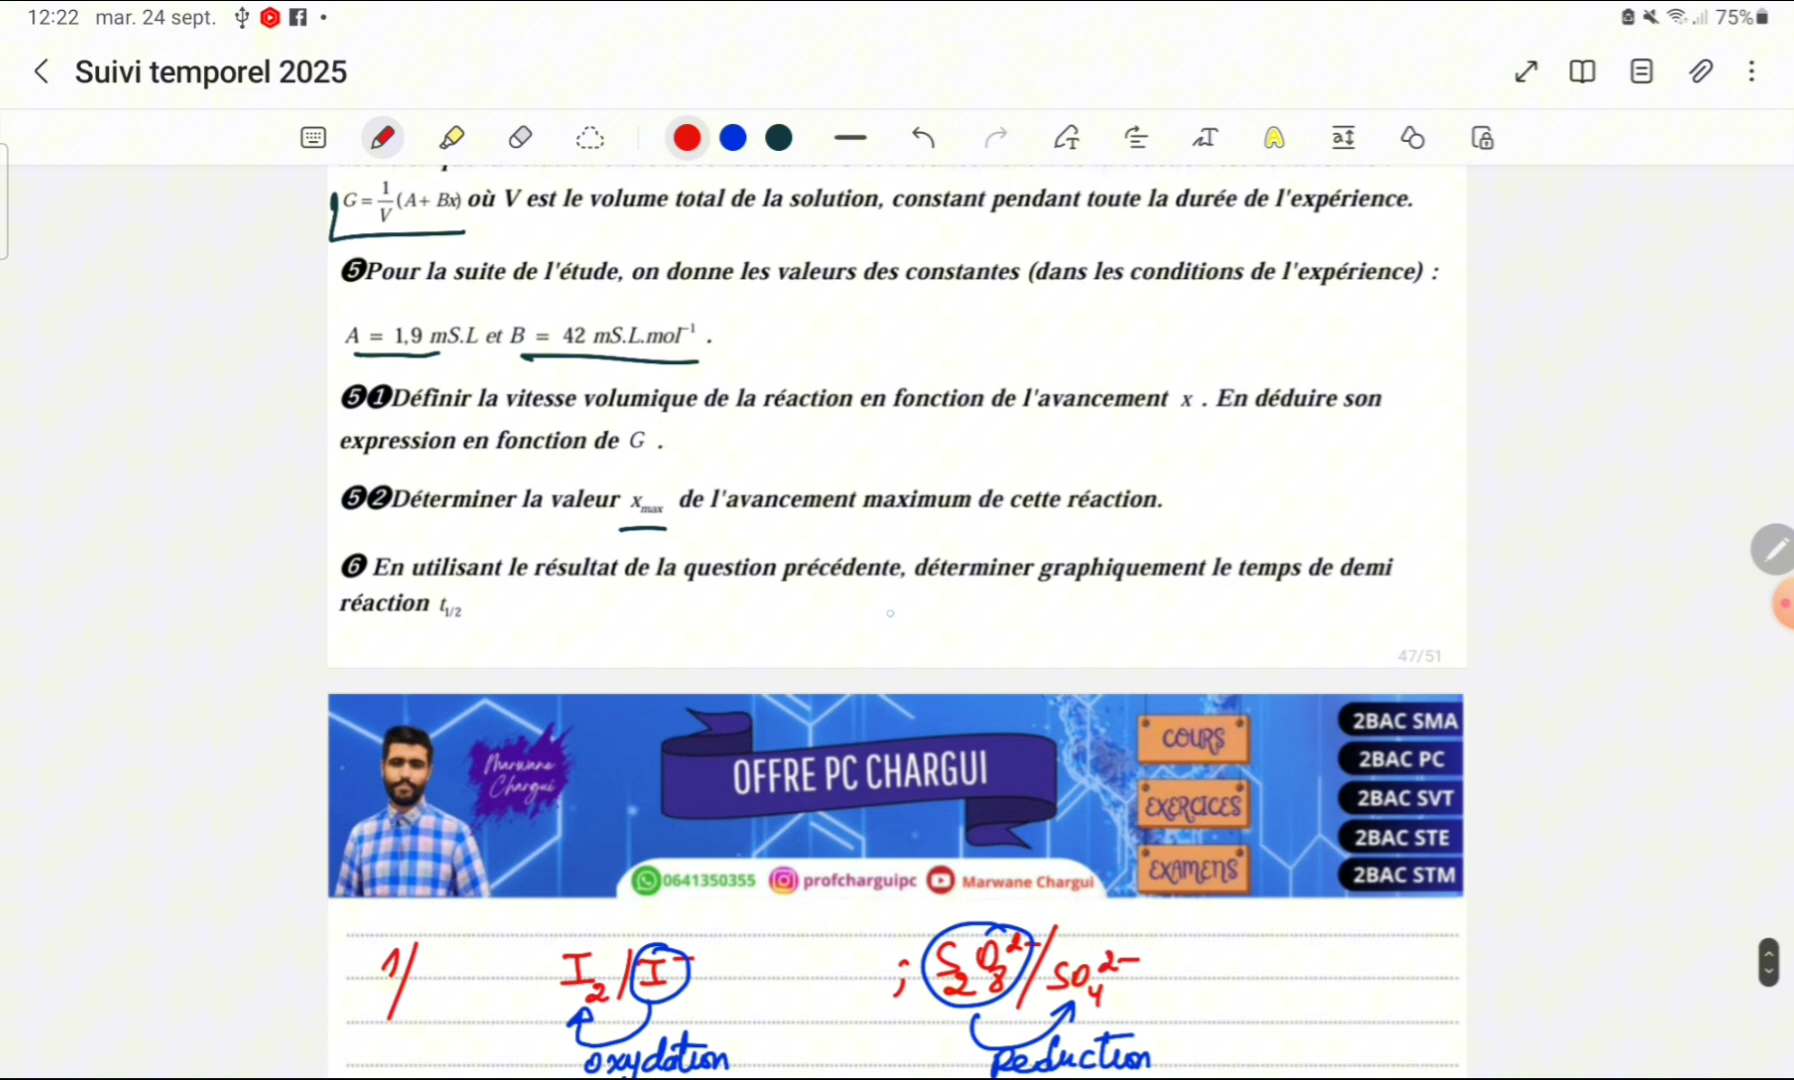 12:22 mar. 24 sept.
75%
Suivi temporel 2025
G = 1/V (A + Bx) où V est le volume total de la solution, constant pendant toute la durée de l'expérience.
❺Pour la suite de l'étude, on donne les valeurs des constantes (dans les conditions de l'expérience) :
A = 1,9 mS.L et B = 42 mS.L.mol⁻¹ .
❺❶Définir la vitesse volumique de la réaction en fonction de l'avancement x . En déduire son
expression en fonction de G .
❺❷Déterminer la valeur xmax de l'avancement maximum de cette réaction.
❻ En utilisant le résultat de la question précédente, déterminer graphiquement le temps de demi
réaction t1/2
47/51
Marwane
Chargui
OFFRE PC CHARGUI
COURS
EXERCICES
EXAMENS
2BAC SMA
2BAC PC
2BAC SVT
2BAC STE
2BAC STM
0641350355 profcharguipc Marwane Chargui
1/ I₂/I⁻ ; S₂O₈²⁻/SO₄²⁻
oxydation Reduction